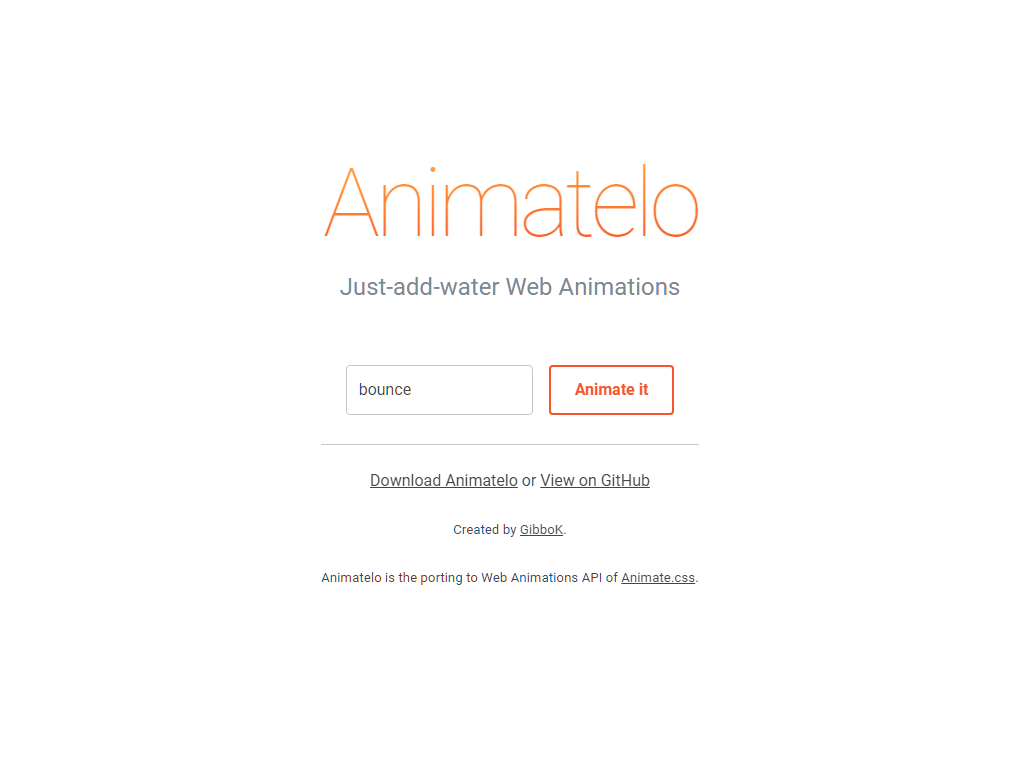 Animatelo
Just-add-water Web Animations
bounce
Animate it
Download Animatelo or View on GitHub
Created by GibboK.
Animatelo is the porting to Web Animations API of Animate.css.